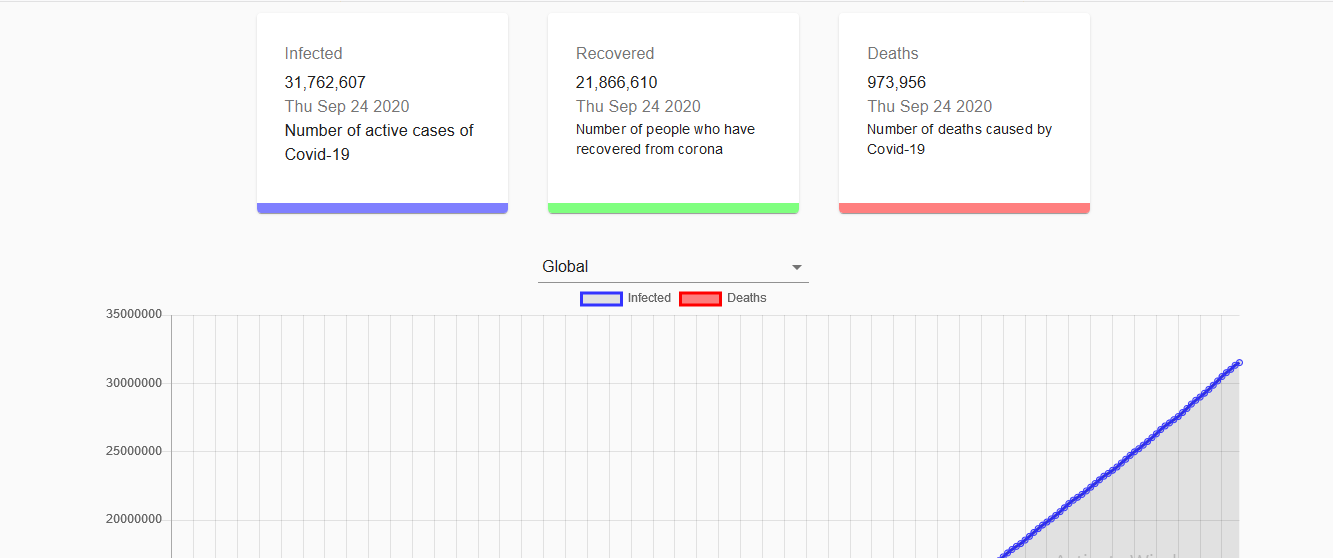 Infected
31,762,607
Thu Sep 24 2020
Number of active cases of
Covid-19
Recovered
21,866,610
Thu Sep 24 2020
Number of people who have
recovered from corona
Deaths
973,956
Thu Sep 24 2020
Number of deaths caused by
Covid-19
Global
Infected Deaths
35000000
30000000
25000000
20000000